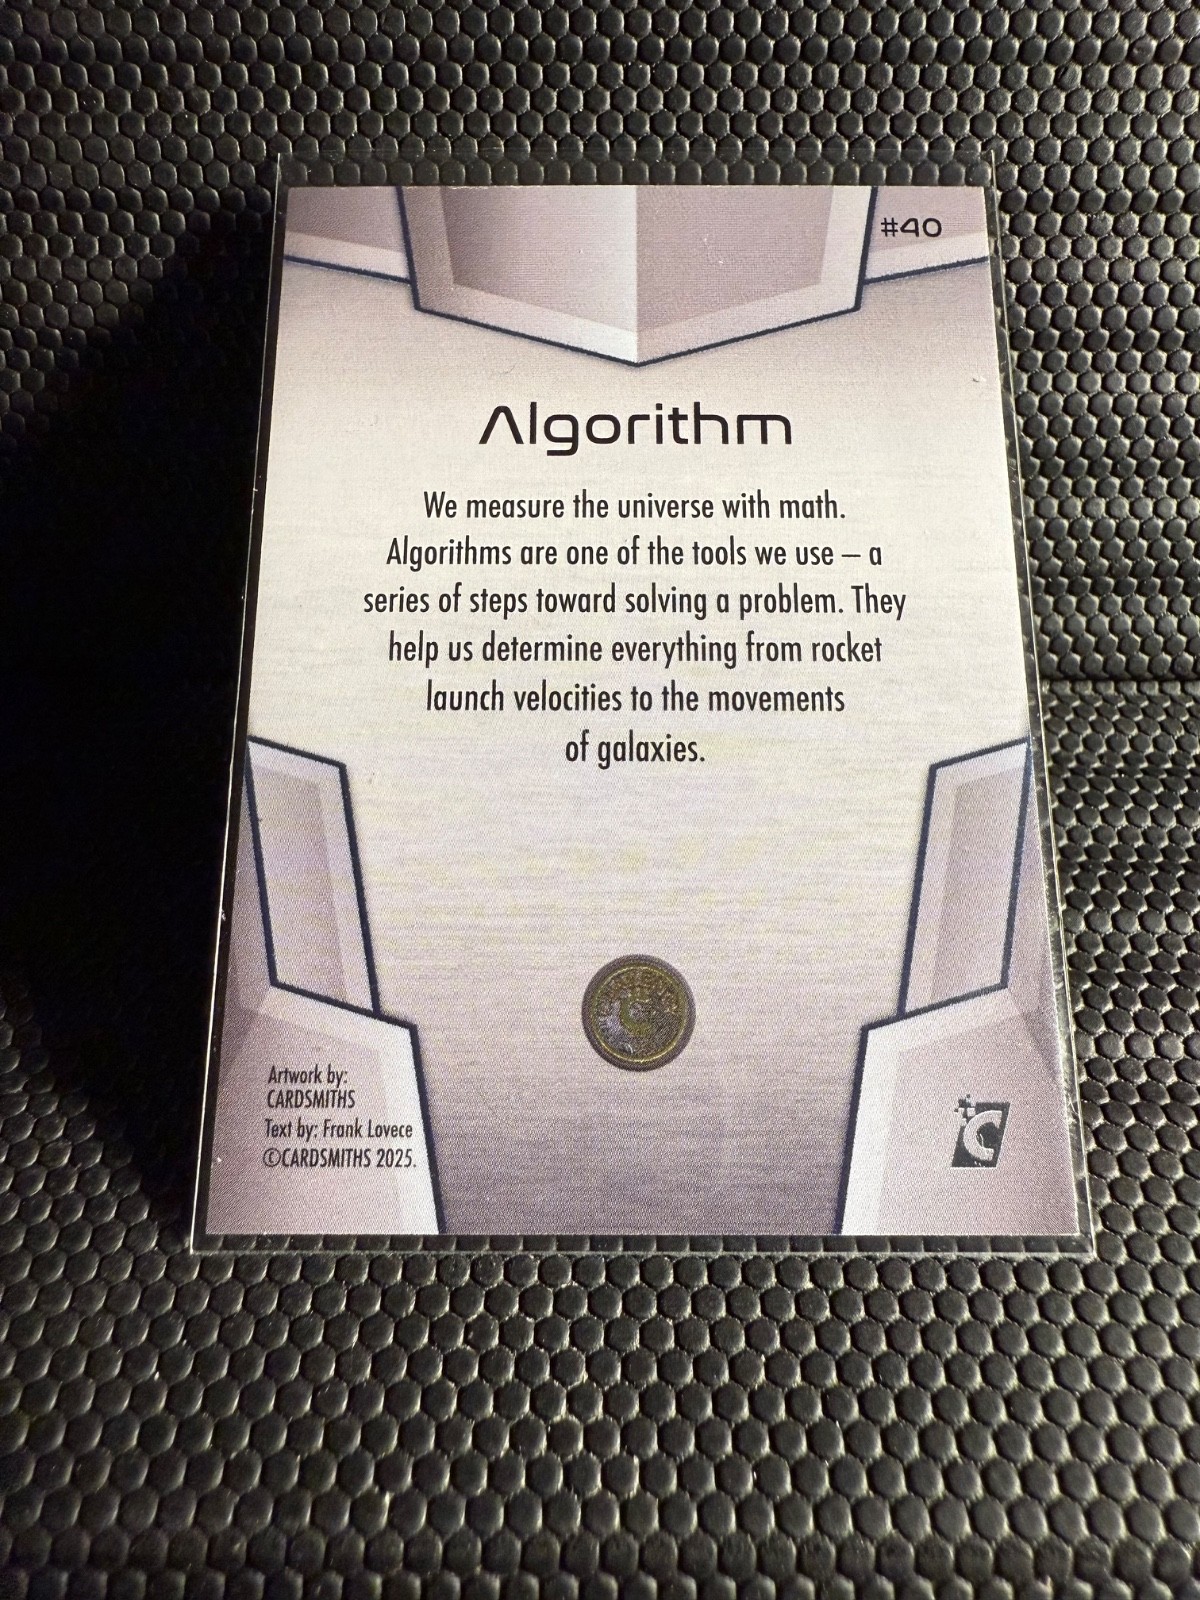 #40
Algorithm
We measure the universe with math.
Algorithms are one of the tools we use – a
series of steps toward solving a problem. They
help us determine everything from rocket
launch velocities to the movements
of galaxies.
Artwork by:
CARDSMITHS
Text by: Frank Lovece
©CARDSMITHS 2025.
C